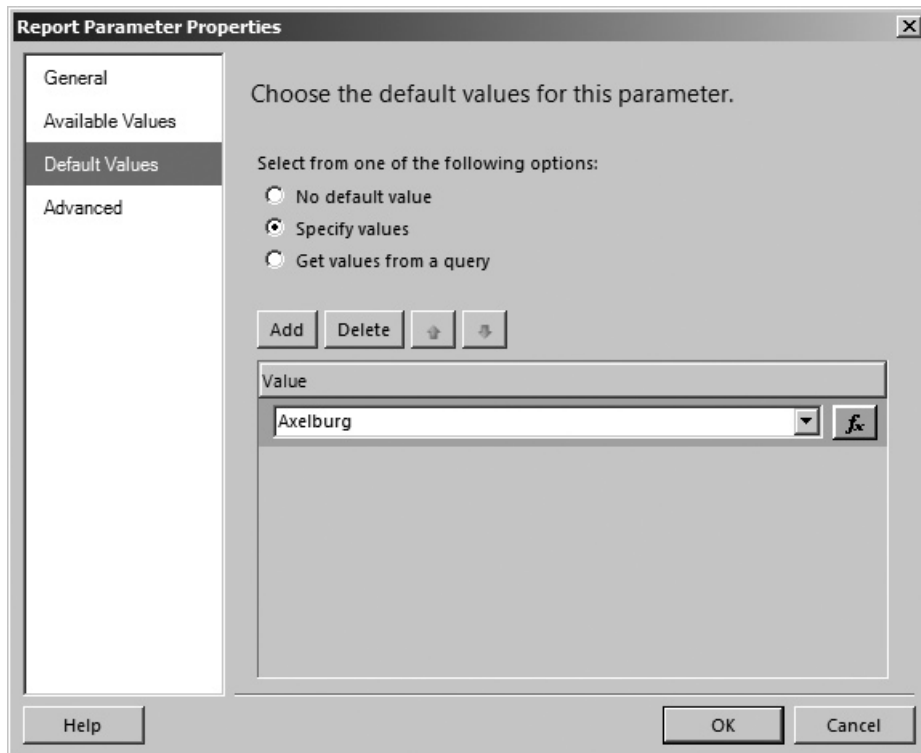 Report Parameter Properties
General
Available Values
Default Values
Advanced
Choose the default values for this parameter.
Select from one of the following options:
No default value
Specify values
Get values from a query
Add Delete
Value
Axelburg fx
Help OK Cancel